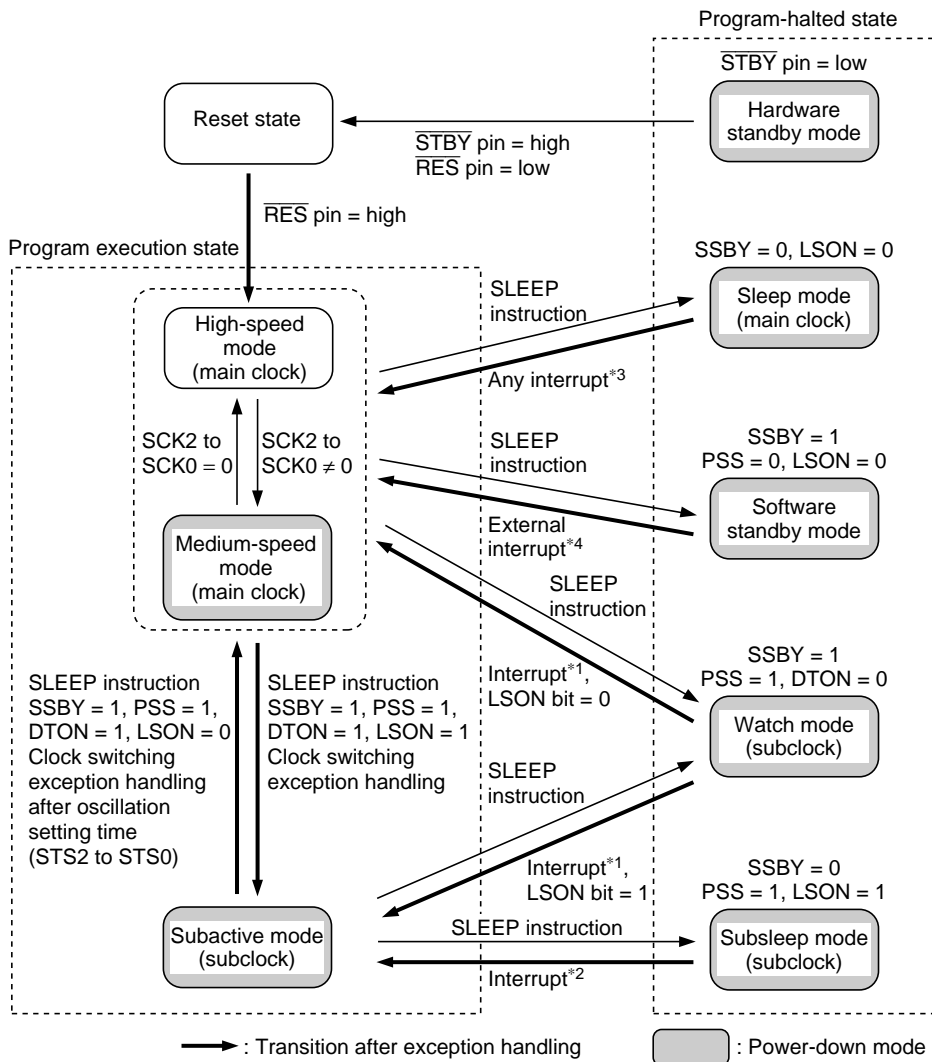 Program-halted state
STBY pin = low
Hardware
standby mode
Reset state
STBY pin = high
RES pin = low
RES pin = high
Program execution state
SSBY = 0, LSON = 0
Sleep mode
(main clock)
SLEEP
instruction
High-speed
mode
(main clock)
Any interrupt*3
SCK2 to
SCK0 = 0
SCK2 to
SCK0 ≠ 0
SLEEP
instruction
SSBY = 1
PSS = 0, LSON = 0
Software
standby mode
External
interrupt*4
Medium-speed
mode
(main clock)
SLEEP
instruction
SSBY = 1
PSS = 1, DTON = 0
Watch mode
(subclock)
Interrupt*1,
LSON bit = 0
SLEEP instruction
SSBY = 1, PSS = 1,
DTON = 1, LSON = 0
Clock switching
exception handling
after oscillation
setting time
(STS2 to STS0)
SLEEP instruction
SSBY = 1, PSS = 1,
DTON = 1, LSON = 1
Clock switching
exception handling
SLEEP
instruction
Interrupt*1,
LSON bit = 1
SSBY = 0
PSS = 1, LSON = 1
Subsleep mode
(subclock)
Subactive mode
(subclock)
SLEEP instruction
Interrupt*2
: Transition after exception handling
: Power-down mode